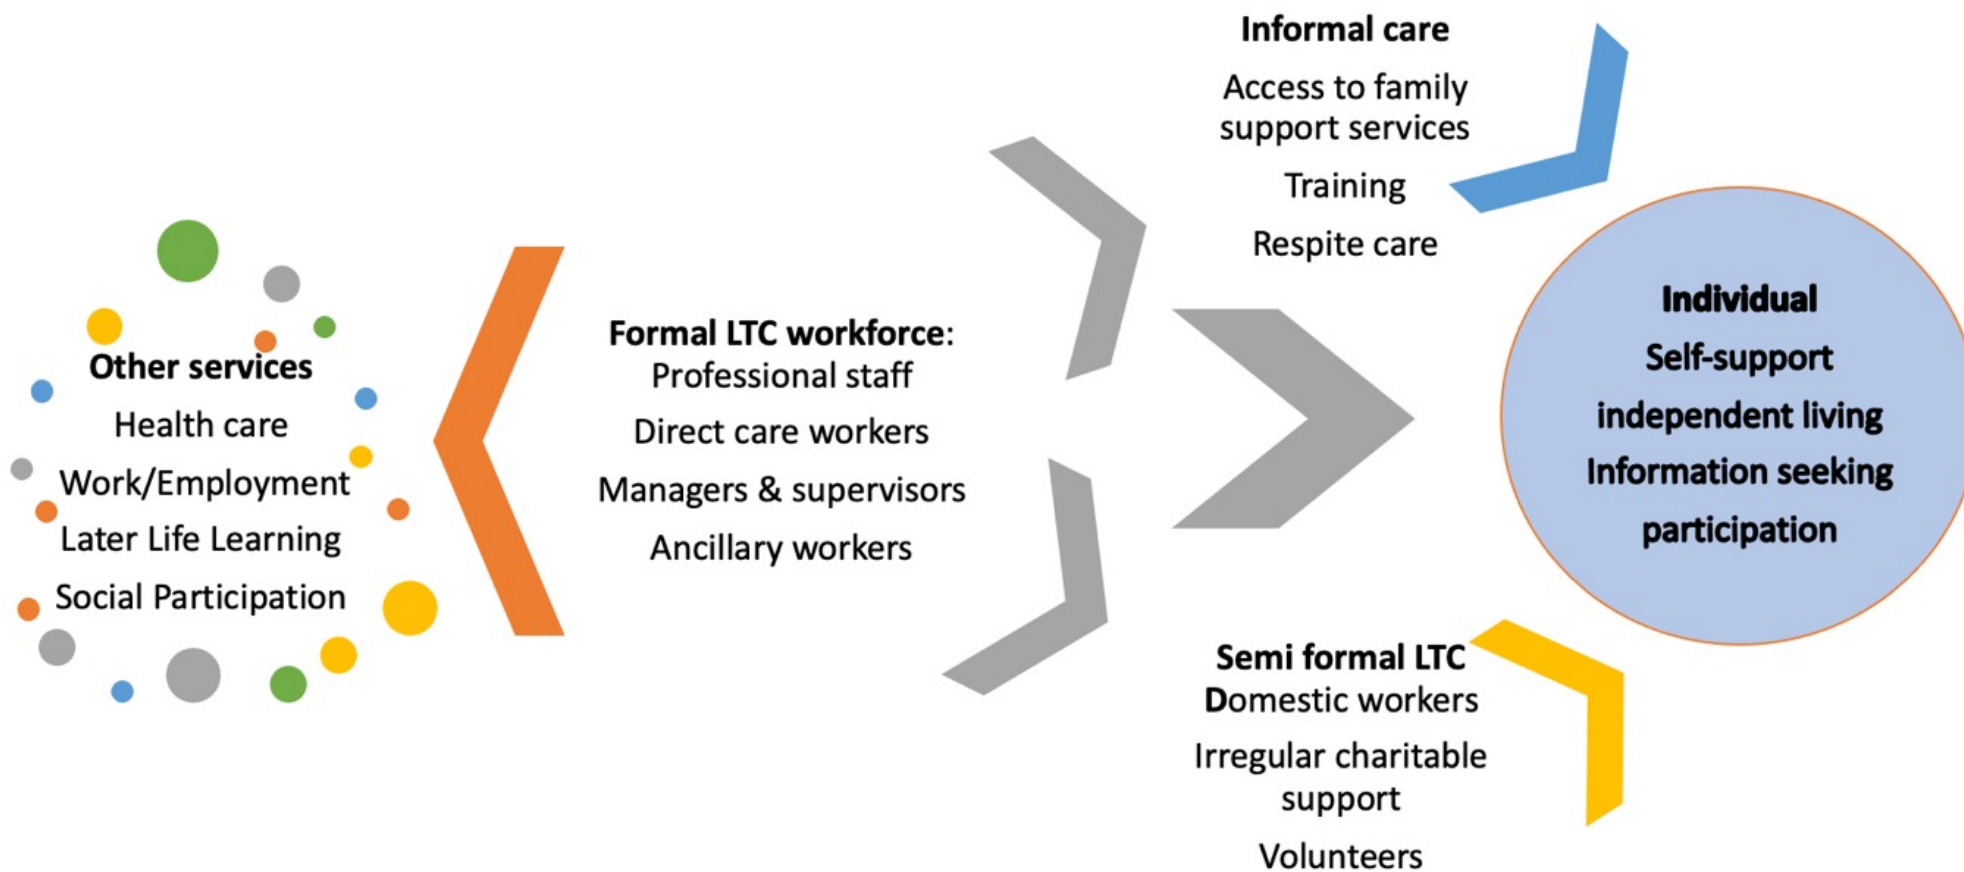 Other services
Health care
Work/Employment
Later Life Learning
Social Participation
Formal LTC workforce:
Professional staff
Direct care workers
Managers & supervisors
Ancillary workers
Informal care
Access to family
support services
Training
Respite care
Semi formal LTC
Domestic workers
Irregular charitable
support
Volunteers
Individual
Self-support
independent living
Information seeking
participation